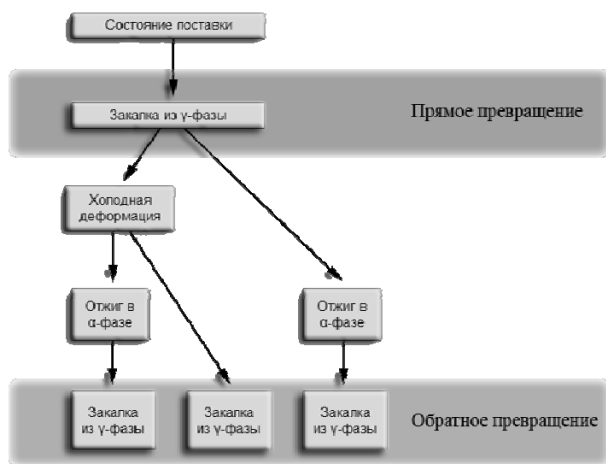 Состояние поставки
Закалка из γ-фазы
Прямое превращение
Холодная
деформация
Отжиг в
α-фазе
Отжиг в
α-фазе
Закалка
из γ-фазы
Закалка
из γ-фазы
Закалка
из γ-фазы
Обратное превращение